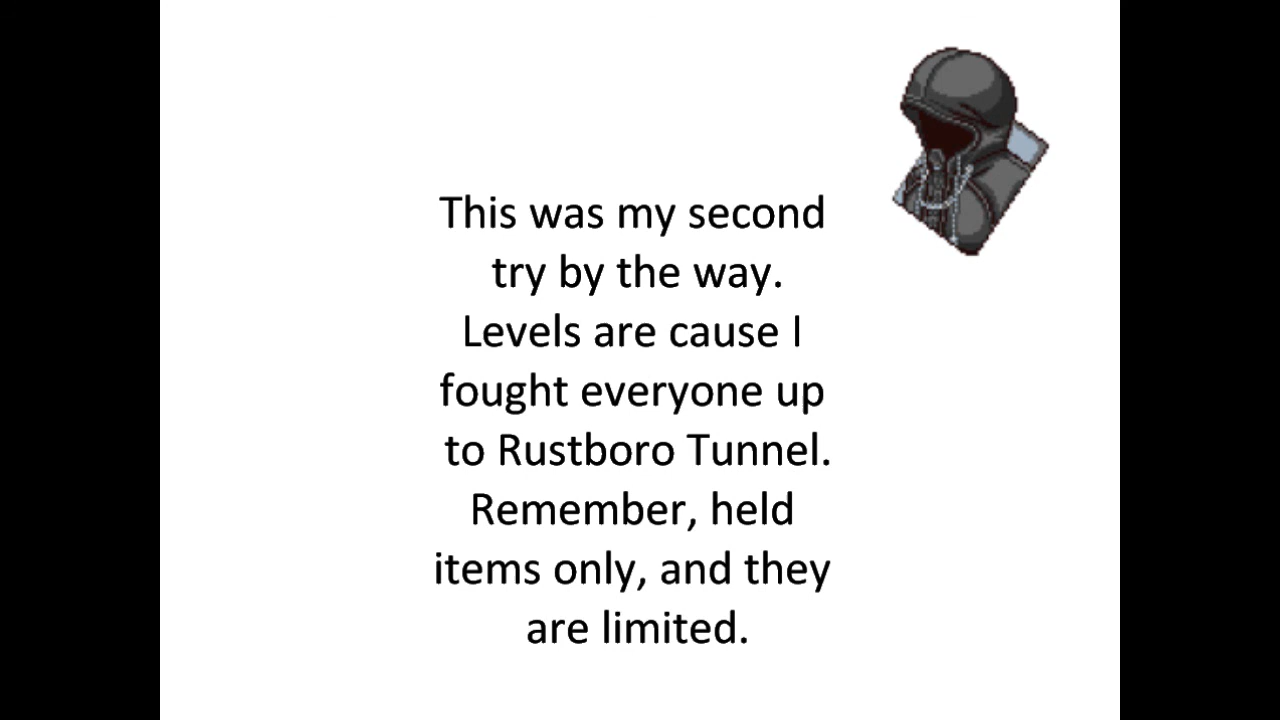 This was my second
try by the way.
Levels are cause I
fought everyone up
to Rustboro Tunnel.
Remember, held
items only, and they
are limited.